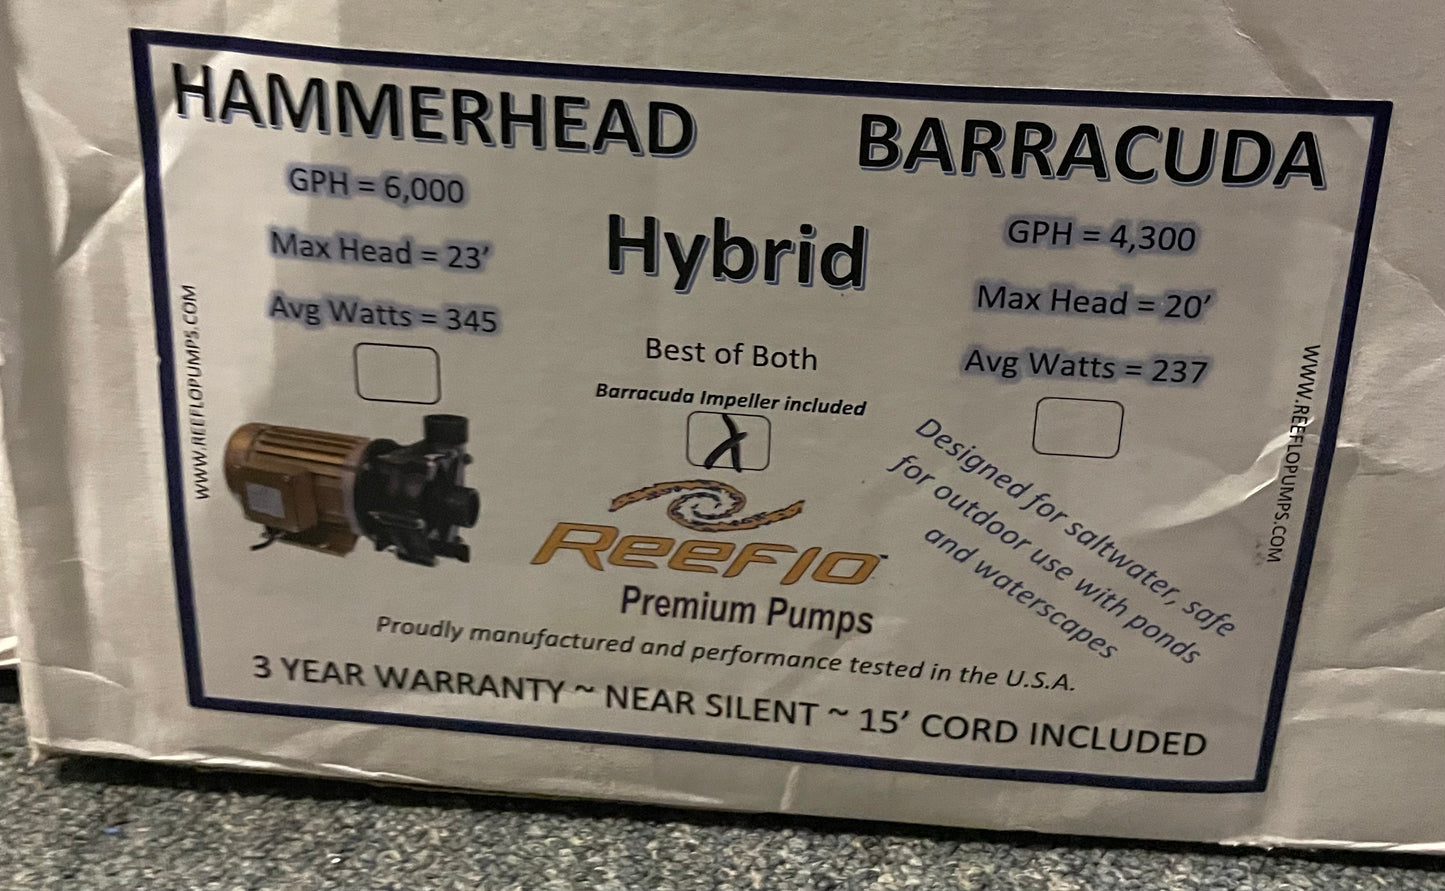 HAMMERHEAD
GPH = 6,000
Max Head = 23'
Avg Watts = 345
Hybrid
Best of Both
Barracuda Impeller included
X
BARRACUDA
GPH = 4,300
Max Head = 20'
Avg Watts = 237
WWW.REEFLOPUMPS.COM
WWW.REEFLOPUMPS.COM
Designed for saltwater, safe
for outdoor use with ponds
and waterscapes
ReeFlo™
Premium Pumps
Proudly manufactured and performance tested in the U.S.A.
3 YEAR WARRANTY ~ NEAR SILENT ~ 15' CORD INCLUDED